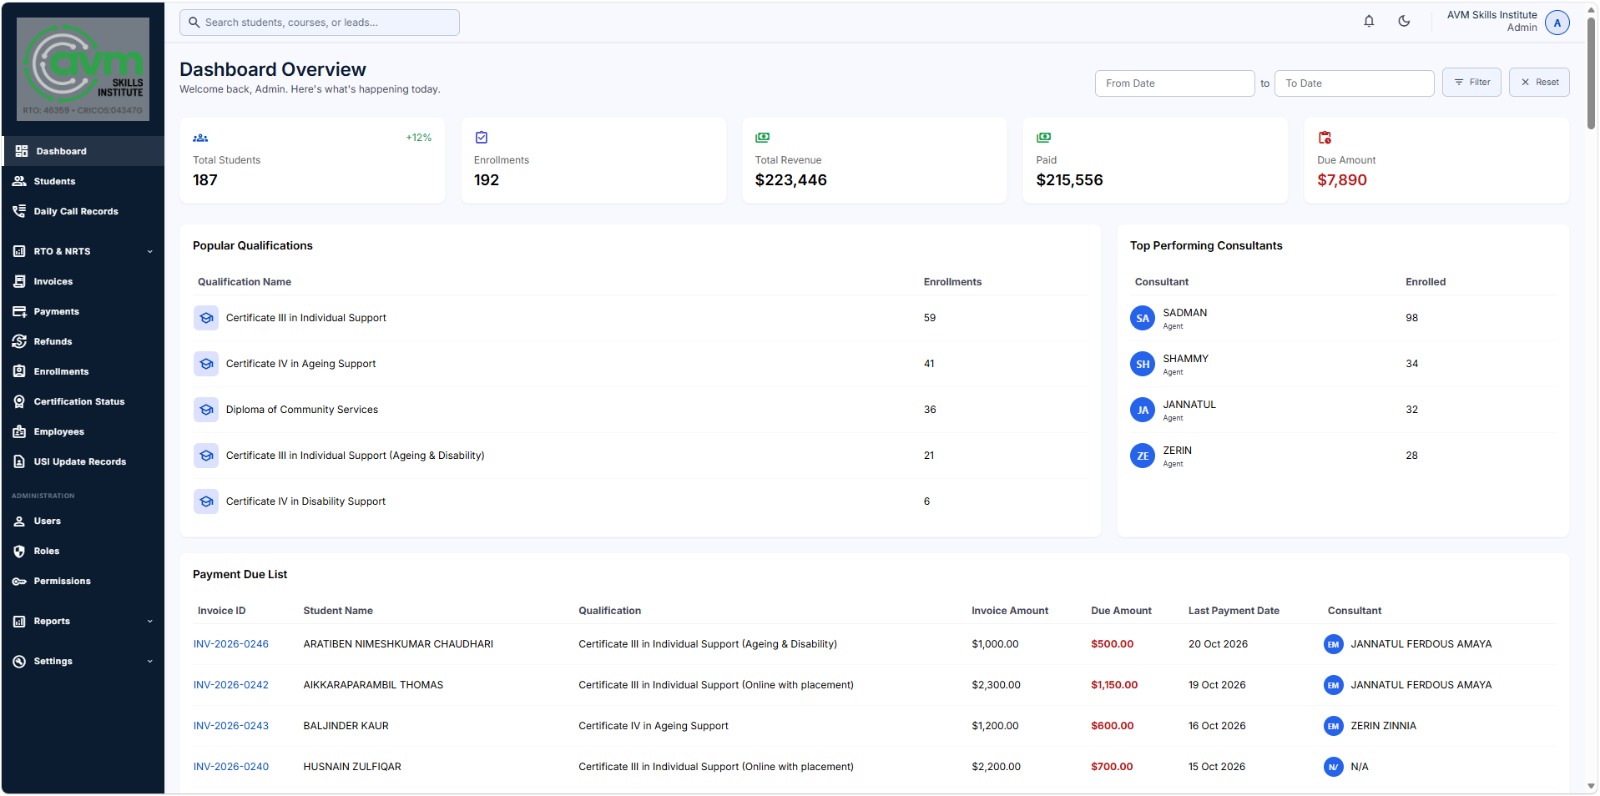 avm
SKILLS
INSTITUTE
RTO: 46359 • CRICOS:04347G
Dashboard
Students
Daily Call Records
RTO & NRTS
Invoices
Payments
Refunds
Enrollments
Certification Status
Employees
USI Update Records
ADMINISTRATION
Users
Roles
Permissions
Reports
Settings
Search students, courses, or leads...
AVM Skills Institute
Admin
A
Dashboard Overview
Welcome back, Admin. Here's what's happening today.
From Date
to
To Date
Filter
Reset
+12%
Total Students
187
Enrollments
192
Total Revenue
$223,446
Paid
$215,556
Due Amount
$7,890
Popular Qualifications
Qualification Name Enrollments
Certificate III in Individual Support 59
Certificate IV in Ageing Support 41
Diploma of Community Services 36
Certificate III in Individual Support (Ageing & Disability) 21
Certificate IV in Disability Support 6
Top Performing Consultants
Consultant Enrolled
SA SADMAN 98
Agent
SH SHAMMY 34
Agent
JA JANNATUL 32
Agent
ZE ZERIN 28
Agent
Payment Due List
Invoice ID Student Name Qualification Invoice Amount Due Amount Last Payment Date Consultant
INV-2026-0246 ARATIBEN NIMESHKUMAR CHAUDHARI Certificate III in Individual Support (Ageing & Disability) $1,000.00 $500.00 20 Oct 2026 EM JANNATUL FERDOUS AMAYA
INV-2026-0242 AIKKARAPARAMBIL THOMAS Certificate III in Individual Support (Online with placement) $2,300.00 $1,150.00 19 Oct 2026 EM JANNATUL FERDOUS AMAYA
INV-2026-0243 BALJINDER KAUR Certificate IV in Ageing Support $1,200.00 $600.00 16 Oct 2026 EM ZERIN ZINNIA
INV-2026-0240 HUSNAIN ZULFIQAR Certificate III in Individual Support (Online with placement) $2,200.00 $700.00 15 Oct 2026 N/ N/A